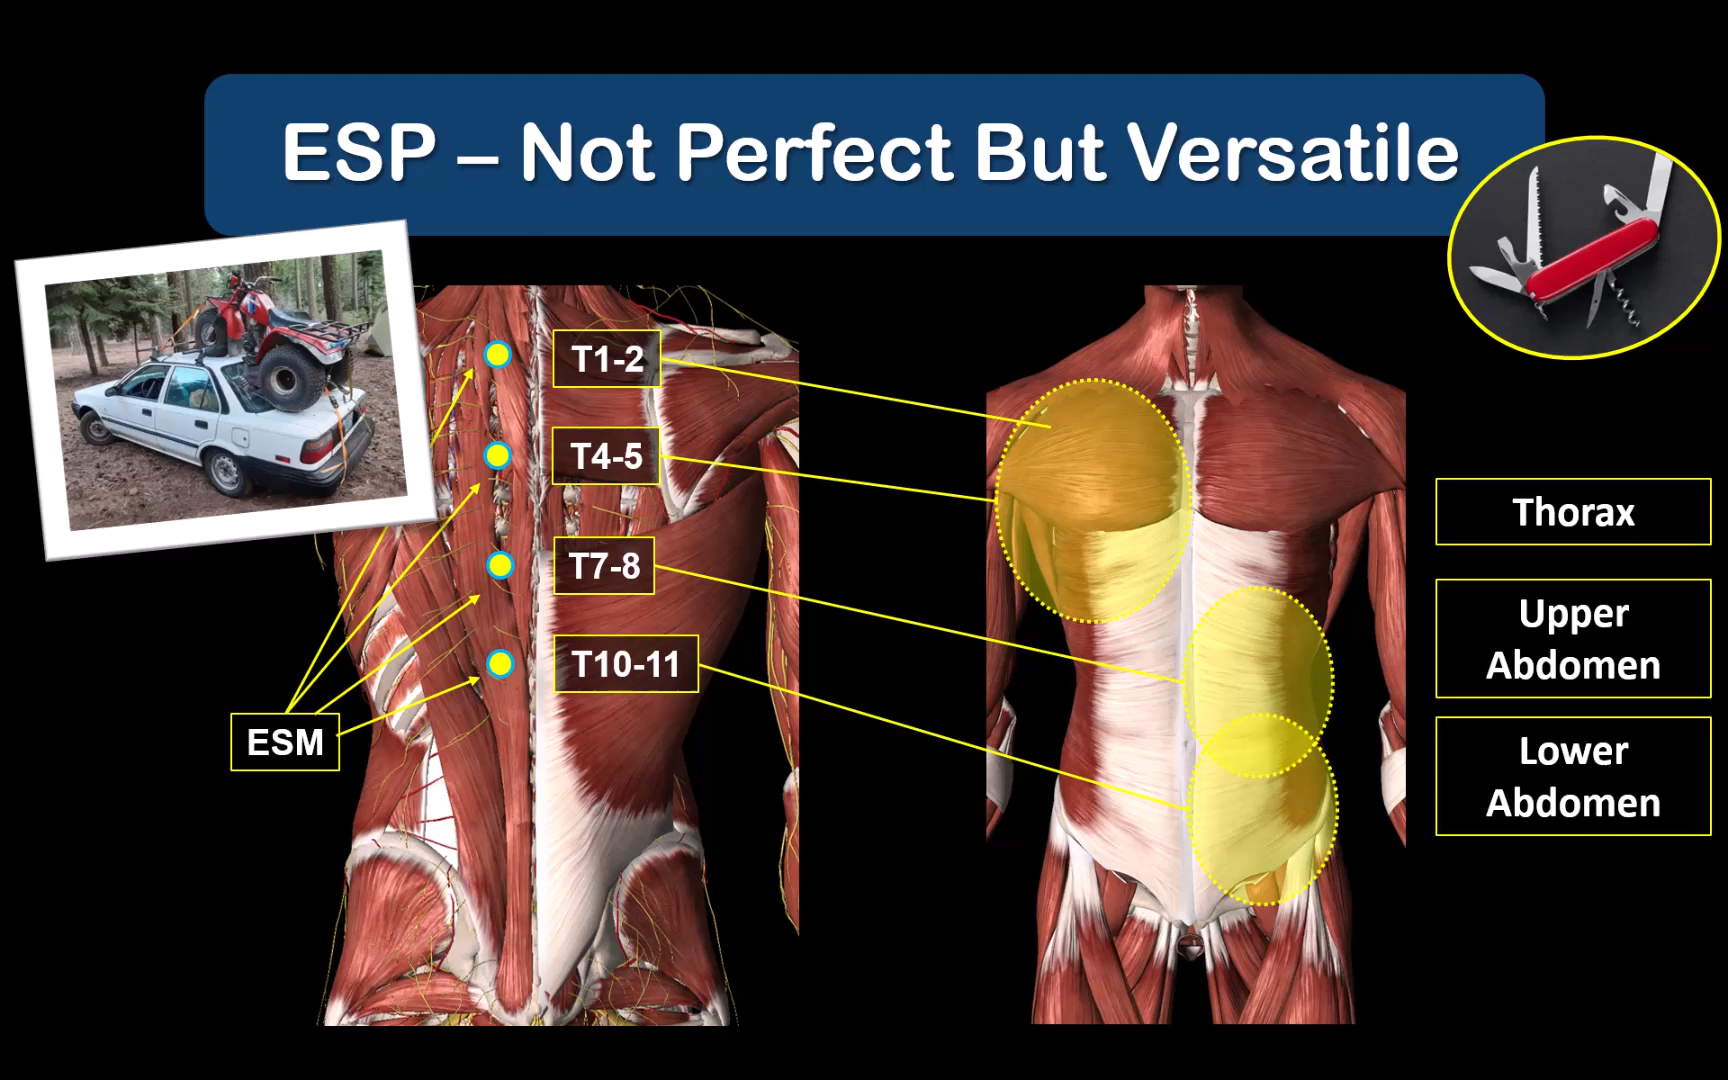 ESP – Not Perfect But Versatile
T1-2
T4-5
T7-8
T10-11
ESM
Thorax
Upper
Abdomen
Lower
Abdomen